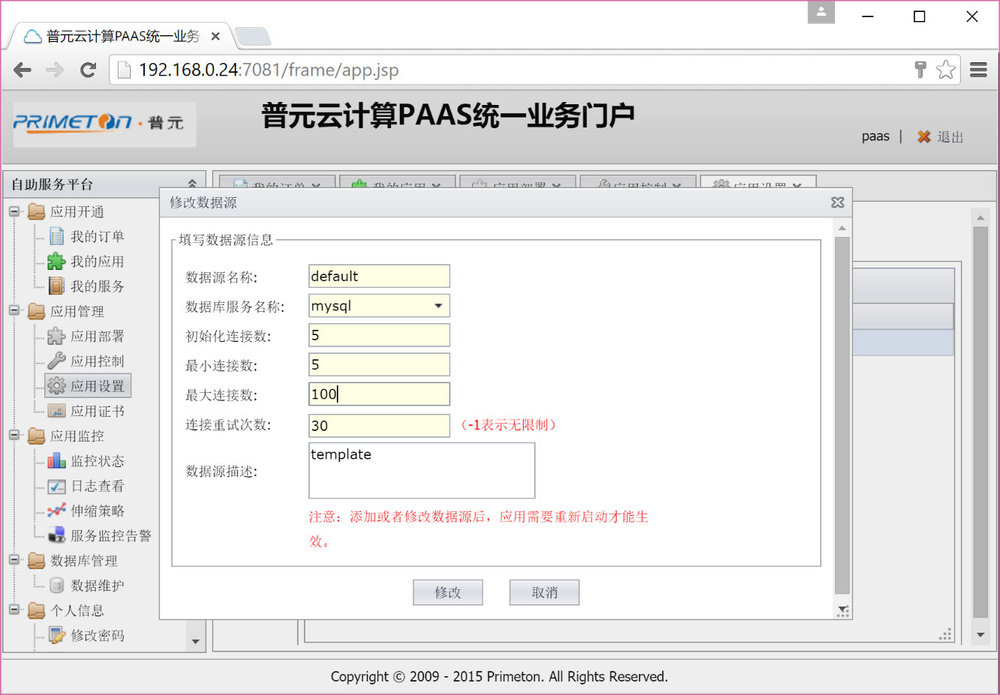 普元云计算PAAS统一业务
192.168.0.24:7081/frame/app.jsp
PRIMETON·普元
普元云计算PAAS统一业务门户
paas | 退出
自助服务平台
我的订单
我的应用
应用部署
应用控制
应用设置
应用开通
我的订单
我的应用
我的服务
应用管理
应用部署
应用控制
应用设置
应用证书
应用监控
监控状态
日志查看
伸缩策略
服务监控告警
数据库管理
数据维护
个人信息
修改密码
修改数据源
填写数据源信息
数据源名称: default
数据库服务名称: mysql
初始化连接数: 5
最小连接数: 5
最大连接数: 100
连接重试次数: 30 （-1表示无限制）
数据源描述: template
注意：添加或者修改数据源后，应用需要重新启动才能生
效。
修改 取消
Copyright © 2009 - 2015 Primeton. All Rights Reserved.